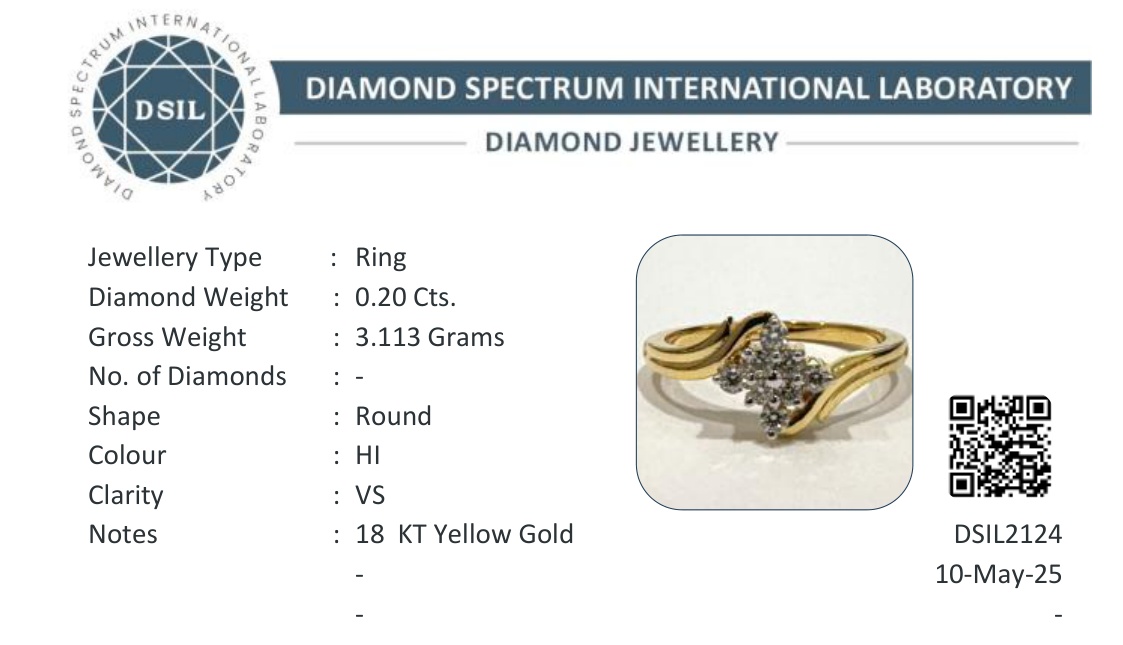 DIAMOND SPECTRUM INTERNATIONAL LABORATORY
DSIL
DIAMOND SPECTRUM INTERNATIONAL LABORATORY
DIAMOND JEWELLERY
Jewellery Type : Ring
Diamond Weight : 0.20 Cts.
Gross Weight : 3.113 Grams
No. of Diamonds : -
Shape : Round
Colour : HI
Clarity : VS
Notes : 18 KT Yellow Gold
DSIL2124
-
10-May-25
-
-